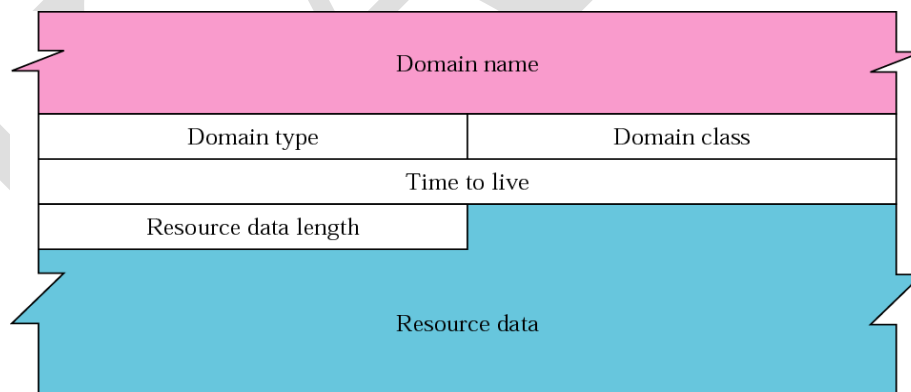 Domain name
Domain type
Domain class
Time to live
Resource data length
Resource data